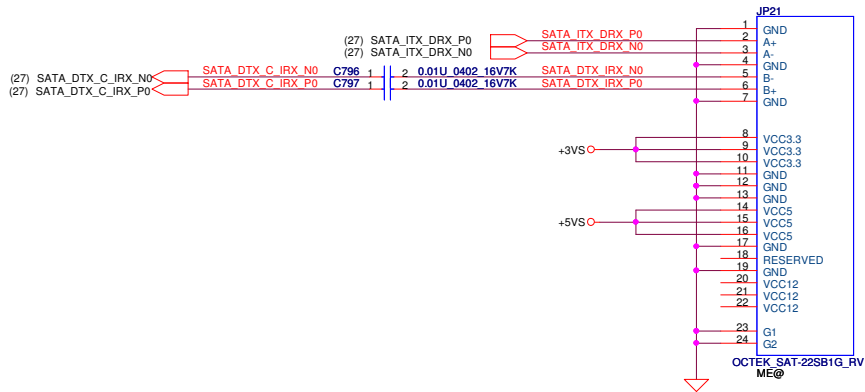 JP21
1 GND
(27) SATA_ITX_DRX_P0 SATA_ITX_DRX_P0 2 A+
(27) SATA_ITX_DRX_N0 SATA_ITX_DRX_N0 3 A-
4 GND
(27) SATA_DTX_C_IRX_N0 SATA_DTX_C_IRX_N0 C796 1 2 0.01U_0402_16V7K SATA_DTX_IRX_N0 5 B-
(27) SATA_DTX_C_IRX_P0 SATA_DTX_C_IRX_P0 C797 1 2 0.01U_0402_16V7K SATA_DTX_IRX_P0 6 B+
7 GND
8 VCC3.3
+3VS 9 VCC3.3
10 VCC3.3
11 GND
12 GND
13 GND
14 VCC5
+5VS 15 VCC5
16 VCC5
17 GND
18 RESERVED
19 GND
20 VCC12
21 VCC12
22 VCC12
23 G1
24 G2
OCTEK_SAT-22SB1G_RV
ME@